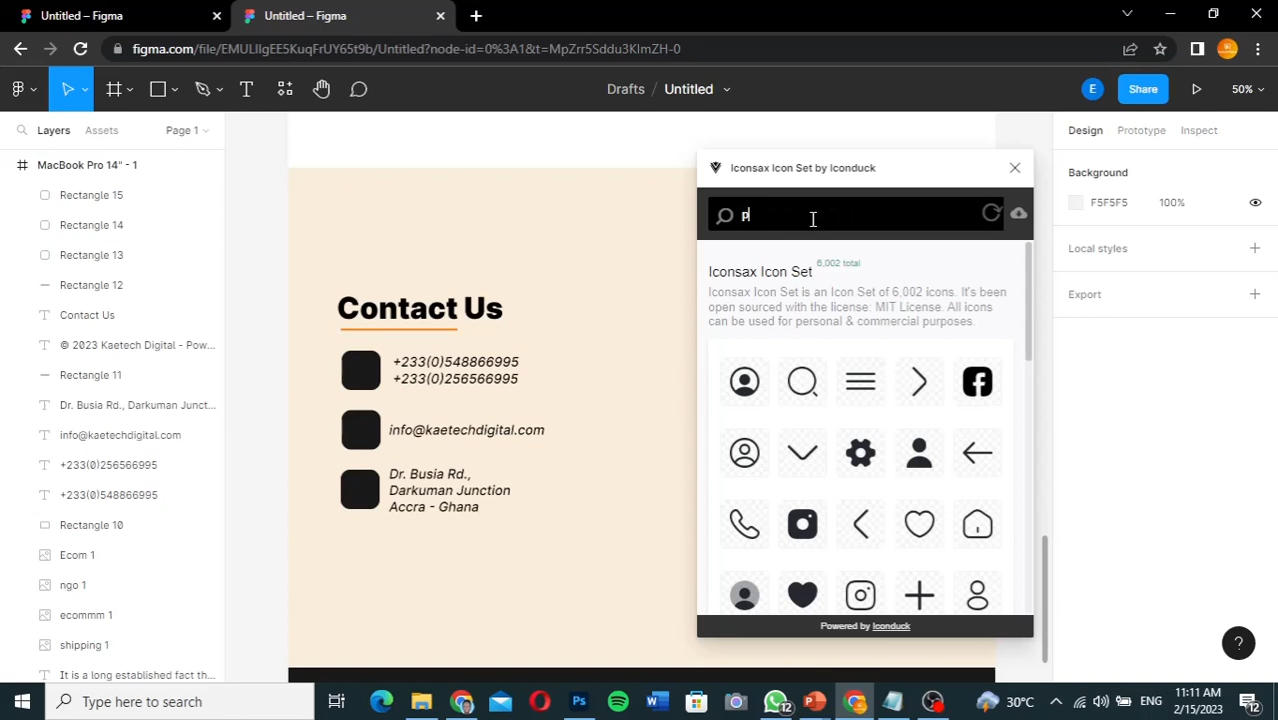 Untitled – Figma
Untitled – Figma
figma.com/file/EMULIlgEE5KuqFrUY65t9b/Untitled?node-id=0%3A1&t=MpZrr5Sddu3KlmZH-0
Drafts / Untitled
E
Share
50%
Layers
Assets
Page 1
MacBook Pro 14" - 1
Rectangle 15
Rectangle 14
Rectangle 13
Rectangle 12
Contact Us
© 2023 Kaetech Digital - Pow...
Rectangle 11
Dr. Busia Rd., Darkuman Junct...
info@kaetechdigital.com
+233(0)256566995
+233(0)548866995
Rectangle 10
Ecom 1
ngo 1
ecommm 1
shipping 1
It is a long established fact th
Contact Us
+233(0)548866995
+233(0)256566995
info@kaetechdigital.com
Dr. Busia Rd.,
Darkuman Junction
Accra - Ghana
Iconsax Icon Set by Iconduck
p
Iconsax Icon Set
6,002 total
Iconsax Icon Set is an Icon Set of 6,002 icons. It's been
open sourced with the license: MIT License. All icons
can be used for personal & commercial purposes.
Powered by Iconduck
Design
Prototype
Inspect
Background
F5F5F5
100%
Local styles
Export
?
Type here to search
12
30°C
ENG
11:11 AM
2/15/2023
12